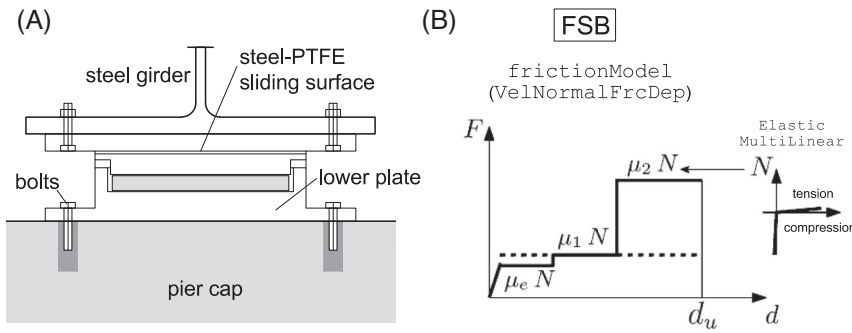 (A)
steel girder
steel-PTFE
sliding surface
bolts
lower plate
pier cap
(B)
FSB
frictionModel
(VelNormalFrcDep)
F
Elastic
MultiLinear
μ₂ N
N
tension
compression
μ₁ N
μₑ N
dᵤ
d